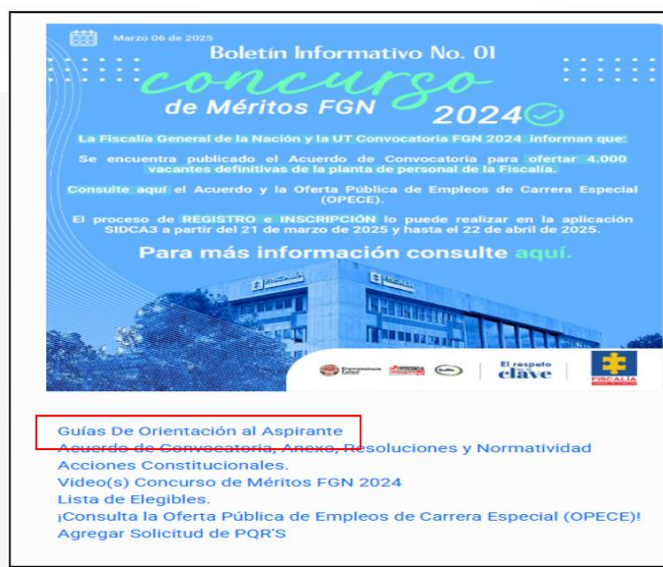 Marzo 06 de 2025
Boletín Informativo No. 01
concurso
de Méritos FGN 2024
La Fiscalía General de la Nación y la UT Convocatoria FGN 2024 informan que:
Se encuentra publicado el Acuerdo de Convocatoria para ofertar 4.000
vacantes definitivas de la planta de personal de la Fiscalía.
Consulte aquí el Acuerdo y la Oferta Pública de Empleos de Carrera Especial
(OPECE).
El proceso de REGISTRO e INSCRIPCIÓN lo puede realizar en la aplicación
SIDCA3 a partir del 21 de marzo de 2025 y hasta el 22 de abril de 2025.
Para más información consulte aquí.
FISCALÍA
El respeto
clave
FISCALÍA
Guías De Orientación al Aspirante
Acuerdo de Convocatoria, Anexo, Resoluciones y Normatividad
Acciones Constitucionales.
Video(s) Concurso de Méritos FGN 2024
Lista de Elegibles.
¡Consulta la Oferta Pública de Empleos de Carrera Especial (OPECE)!
Agregar Solicitud de PQR'S